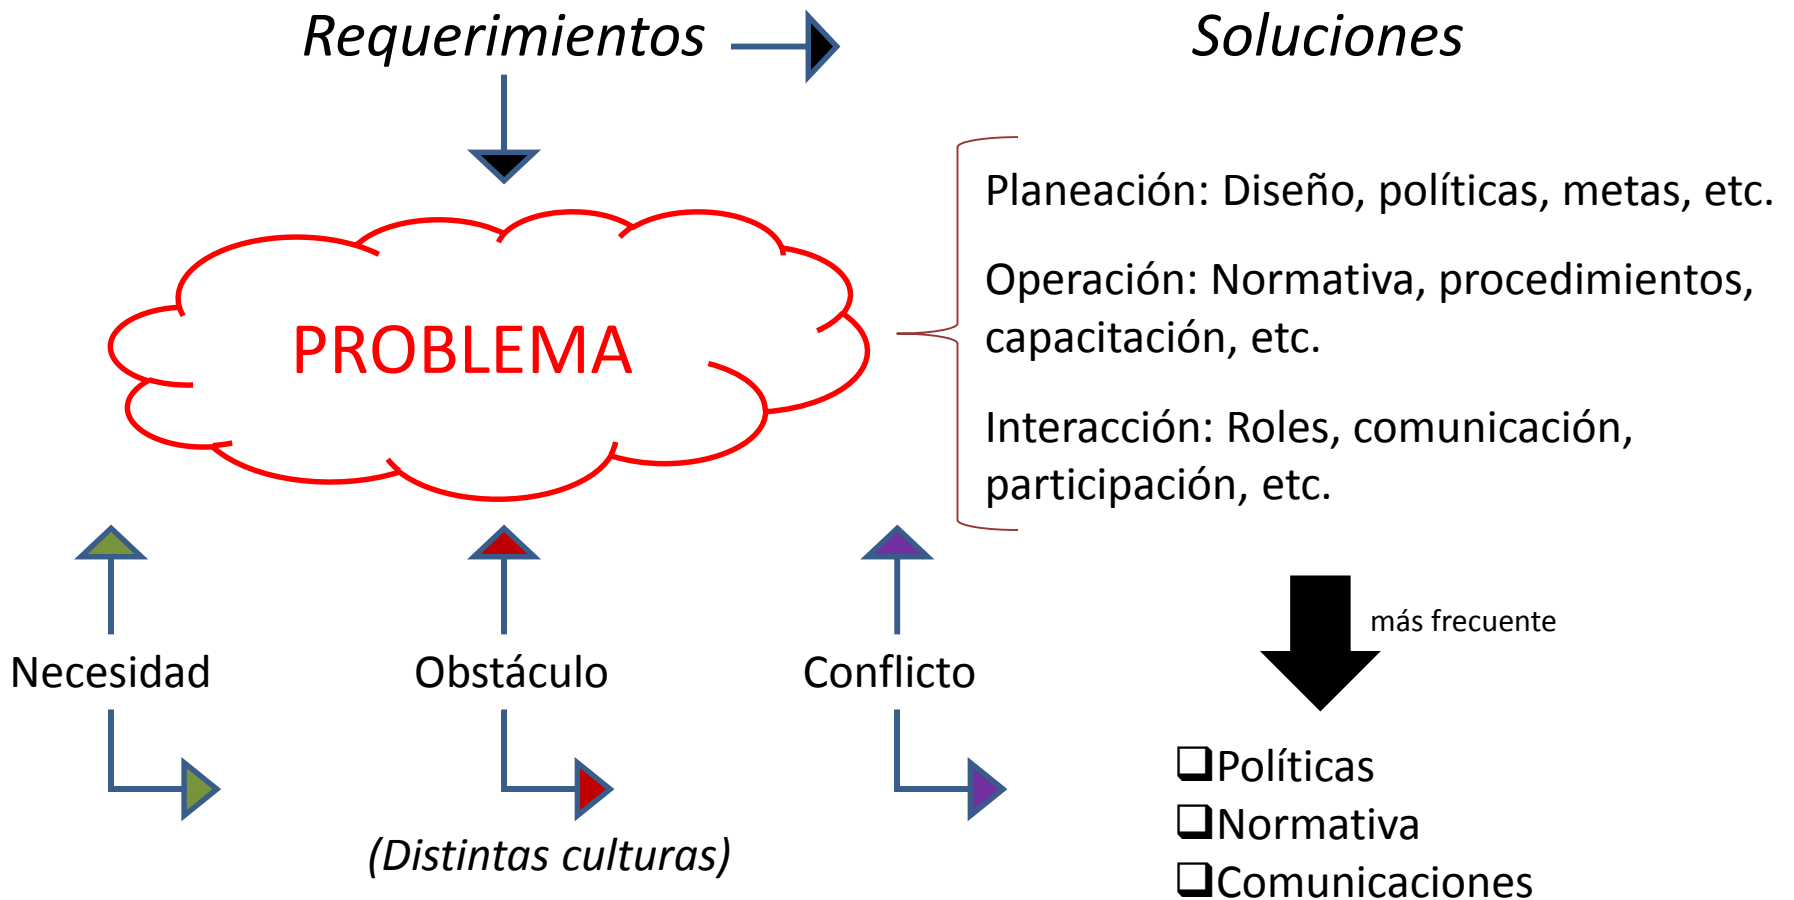 Requerimientos
Soluciones
PROBLEMA
Planeación: Diseño, políticas, metas, etc.
Operación: Normativa, procedimientos,
capacitación, etc.
Interacción: Roles, comunicación,
participación, etc.
más frecuente
Necesidad
Obstáculo
Conflicto
(Distintas culturas)
❑Políticas
❑Normativa
❑Comunicaciones